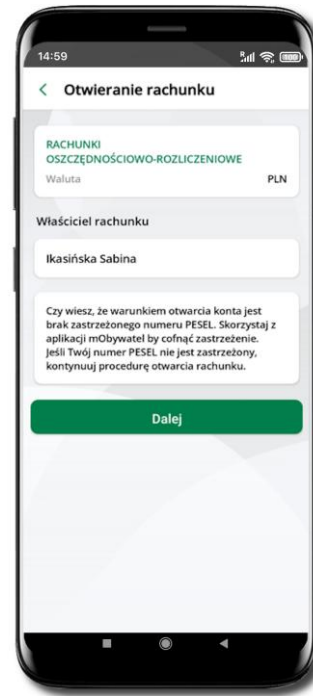 14:59
Otwieranie rachunku
RACHUNKI
OSZCZĘDNOŚCIOWO-ROZLICZENIOWE
Waluta PLN
Właściciel rachunku
Ikasińska Sabina
Czy wiesz, że warunkiem otwarcia konta jest
brak zastrzeżonego numeru PESEL. Skorzystaj z
aplikacji mObywatel by cofnąć zastrzeżenie.
Jeśli Twój numer PESEL nie jest zastrzeżony,
kontynuuj procedurę otwarcia rachunku.
Dalej